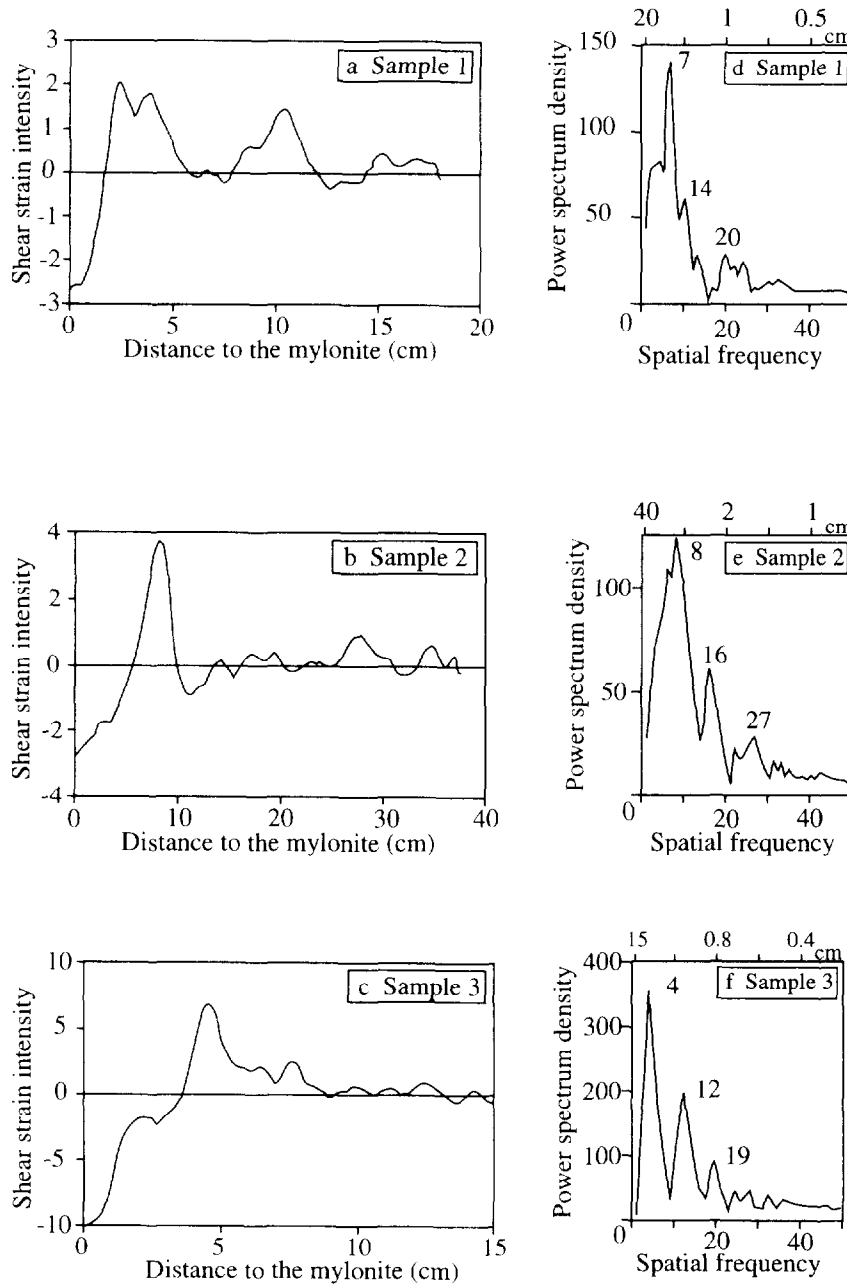 3
2
1
0
-1
-2
-3
Shear strain intensity
a Sample 1
0 5 10 15 20
Distance to the mylonite (cm)
20 1 0.5
cm
150
100
50
0
Power spectrum density
d Sample 1
7
14
20
20 40
Spatial frequency
4
2
0
-2
-4
Shear strain intensity
b Sample 2
0 10 20 30 40
Distance to the mylonite (cm)
40 2 1
cm
100
50
0
Power spectrum density
e Sample 2
8
16
27
20 40
Spatial frequency
10
5
0
-5
-10
Shear strain intensity
c Sample 3
0 5 10 15
Distance to the mylonite (cm)
15 0.8 0.4
cm
400
300
200
100
0
Power spectrum density
f Sample 3
4
12
19
20 40
Spatial frequency